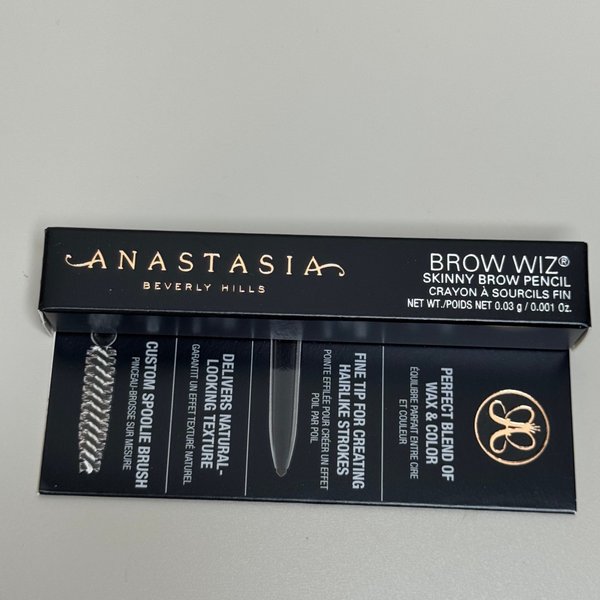 ANASTASIA
BEVERLY HILLS
BROW WIZ®
SKINNY BROW PENCIL
CRAYON À SOURCILS FIN
NET WT./POIDS NET 0.03 g / 0.001 Oz.
CUSTOM SPOOLIE BRUSH
PINCEAU-BROSSE SUR MESURE
DELIVERS NATURAL-
LOOKING TEXTURE
GARANTIT UN EFFET TEXTURÉ NATUREL
FINE TIP FOR CREATING
HAIRLIKE STROKES
POINTE EFFILÉE POUR CRÉER UN EFFET
POIL PAR POIL
PERFECT BLEND OF
WAX & COLOR
ÉQUILIBRE PARFAIT ENTRE CIRE
ET COULEUR